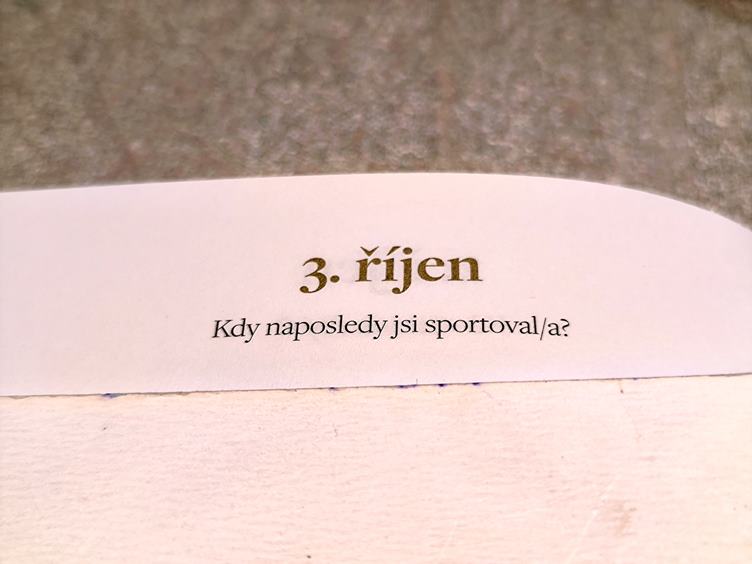 3. říjen
Kdy naposledy jsi sportoval/a?